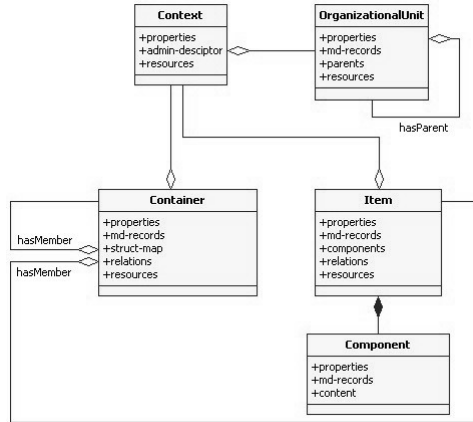 Context
+properties
+admin-desciptor
+resources
OrganizationalUnit
+properties
+md-records
+parents
+resources
hasParent
Container
+properties
+md-records
+struct-map
+relations
+resources
hasMember
hasMember
Item
+properties
+md-records
+components
+relations
+resources
Component
+properties
+md-records
+content